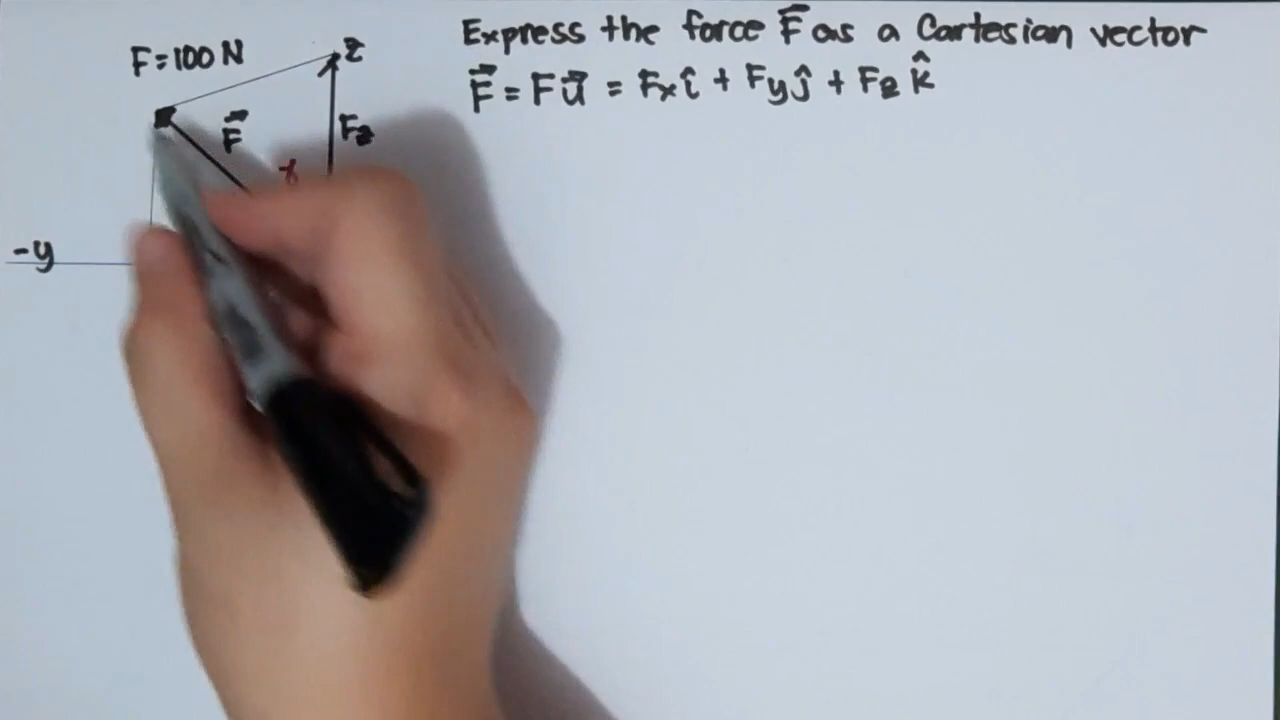 Express the force F⃗ as a Cartesian vector
F⃗ = Fu⃗ = Fxî + Fyĵ + Fzk̂
F=100 N
z
F⃗
Fz
γ
-y